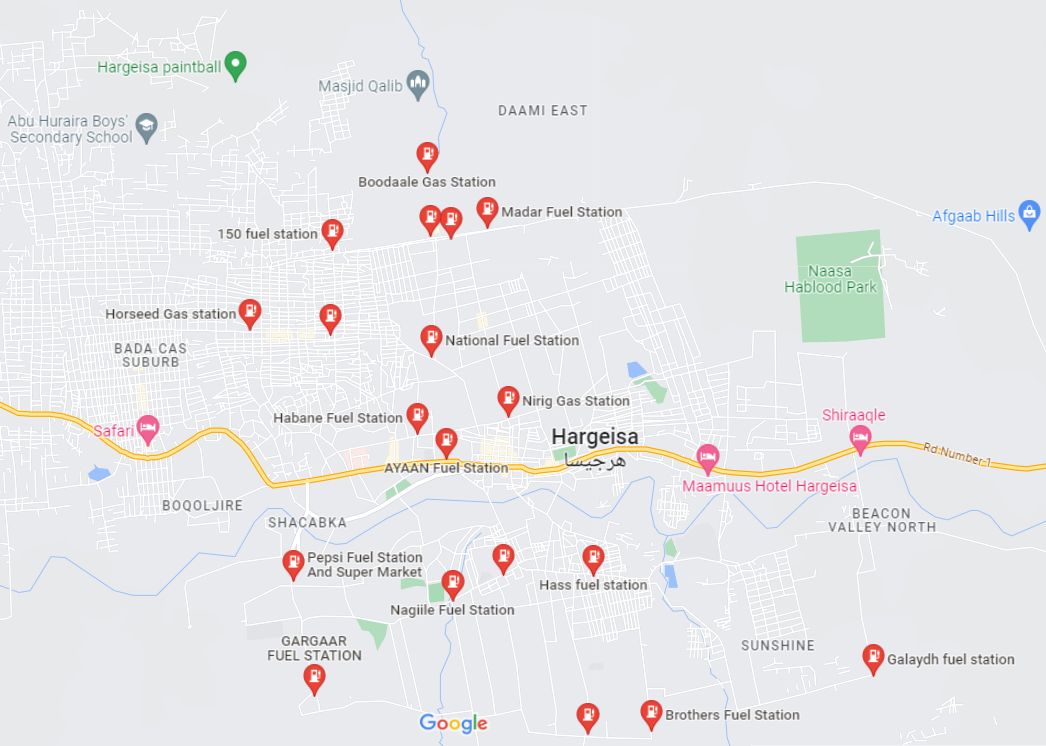 Hargeisa paintball
Masjid Qalib
DAAMI EAST
Abu Huraira Boys'
Secondary School
Boodaale Gas Station
Madar Fuel Station
Afgaab Hills
150 fuel station
Naasa
Hablood Park
Horseed Gas station
National Fuel Station
BADA CAS
SUBURB
Nirig Gas Station
Habane Fuel Station
Shiraaqle
Safari
Hargeisa
هرجيسا
Rd Number 1
AYAAN Fuel Station
Maamuus Hotel Hargeisa
BOQOLJIRE
SHACABKA
BEACON
VALLEY NORTH
Pepsi Fuel Station
And Super Market
Hass fuel station
Nagiile Fuel Station
GARGAAR
FUEL STATION
SUNSHINE
Galaydh fuel station
Brothers Fuel Station
Google